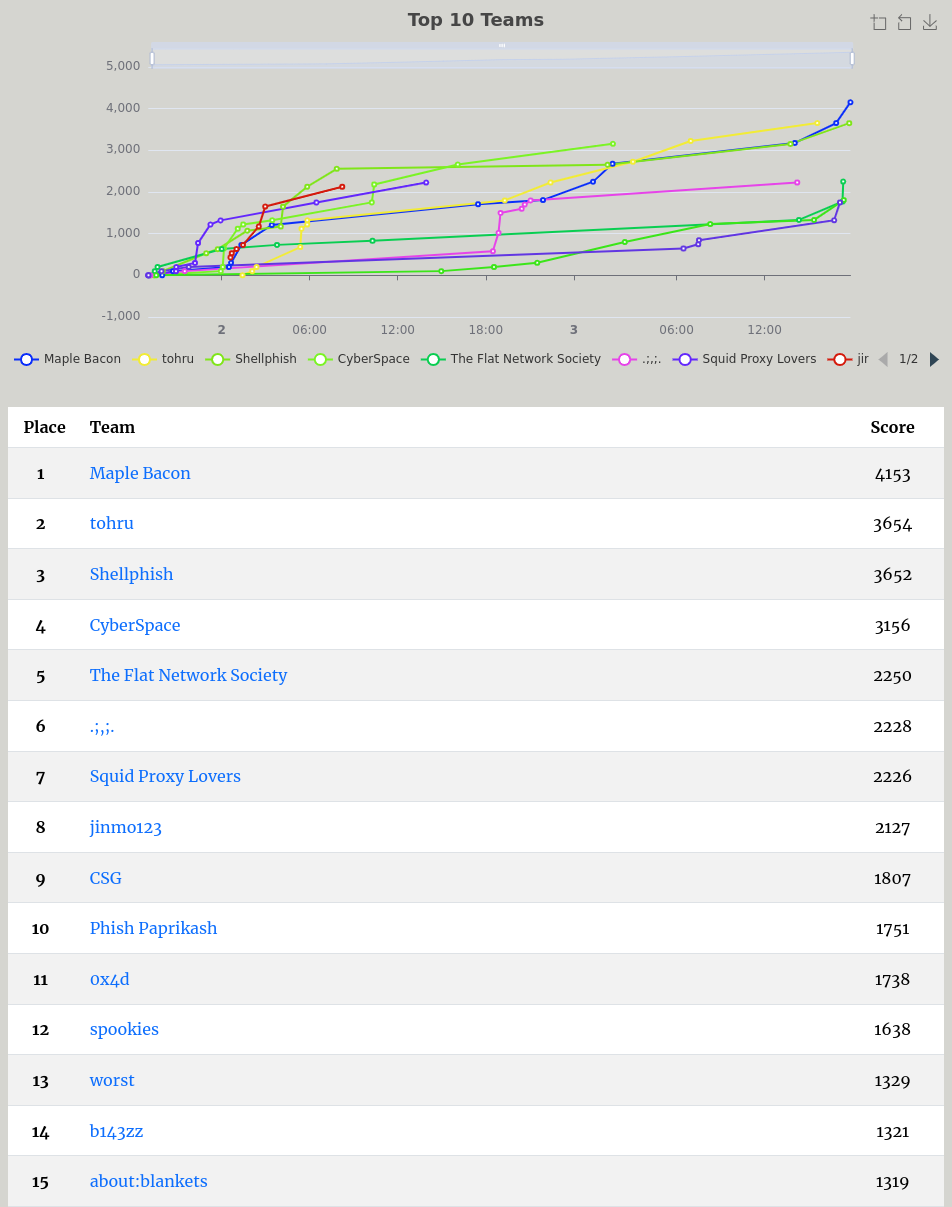 Top 10 Teams
5,000
4,000
3,000
2,000
1,000
0
-1,000
2 06:00 12:00 18:00 3 06:00 12:00
Maple Bacon tohru Shellphish CyberSpace The Flat Network Society .;,;. Squid Proxy Lovers jir 1/2
Place Team Score
1 Maple Bacon 4153
2 tohru 3654
3 Shellphish 3652
4 CyberSpace 3156
5 The Flat Network Society 2250
6 .;,;. 2228
7 Squid Proxy Lovers 2226
8 jinmo123 2127
9 CSG 1807
10 Phish Paprikash 1751
11 0x4d 1738
12 spookies 1638
13 worst 1329
14 b143zz 1321
15 about:blankets 1319